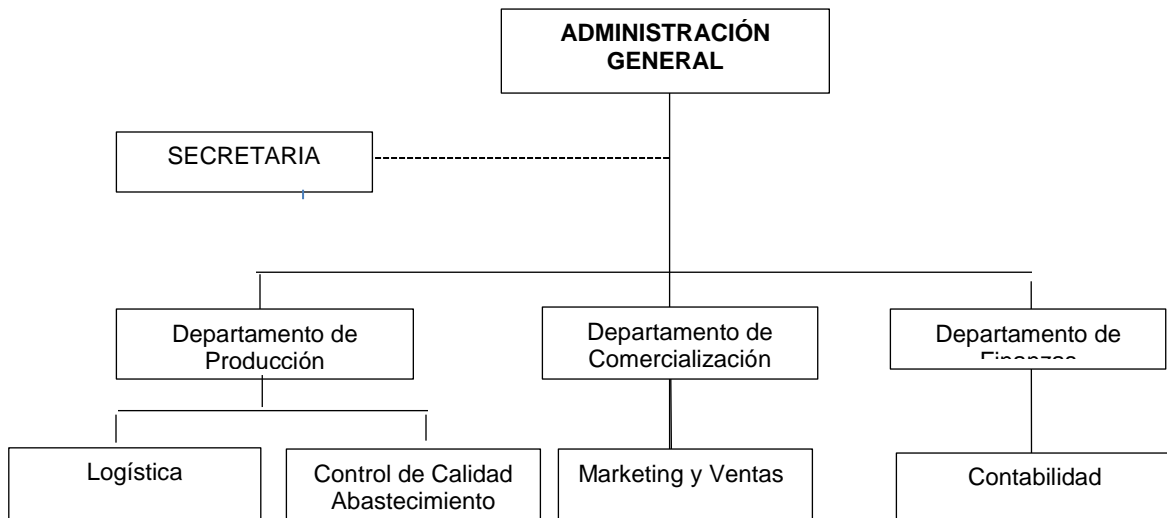 ADMINISTRACIÓN
GENERAL
SECRETARIA
Departamento de
Producción
Departamento de
Comercialización
Departamento de
Finanzas
Logística
Control de Calidad
Abastecimiento
Marketing y Ventas
Contabilidad